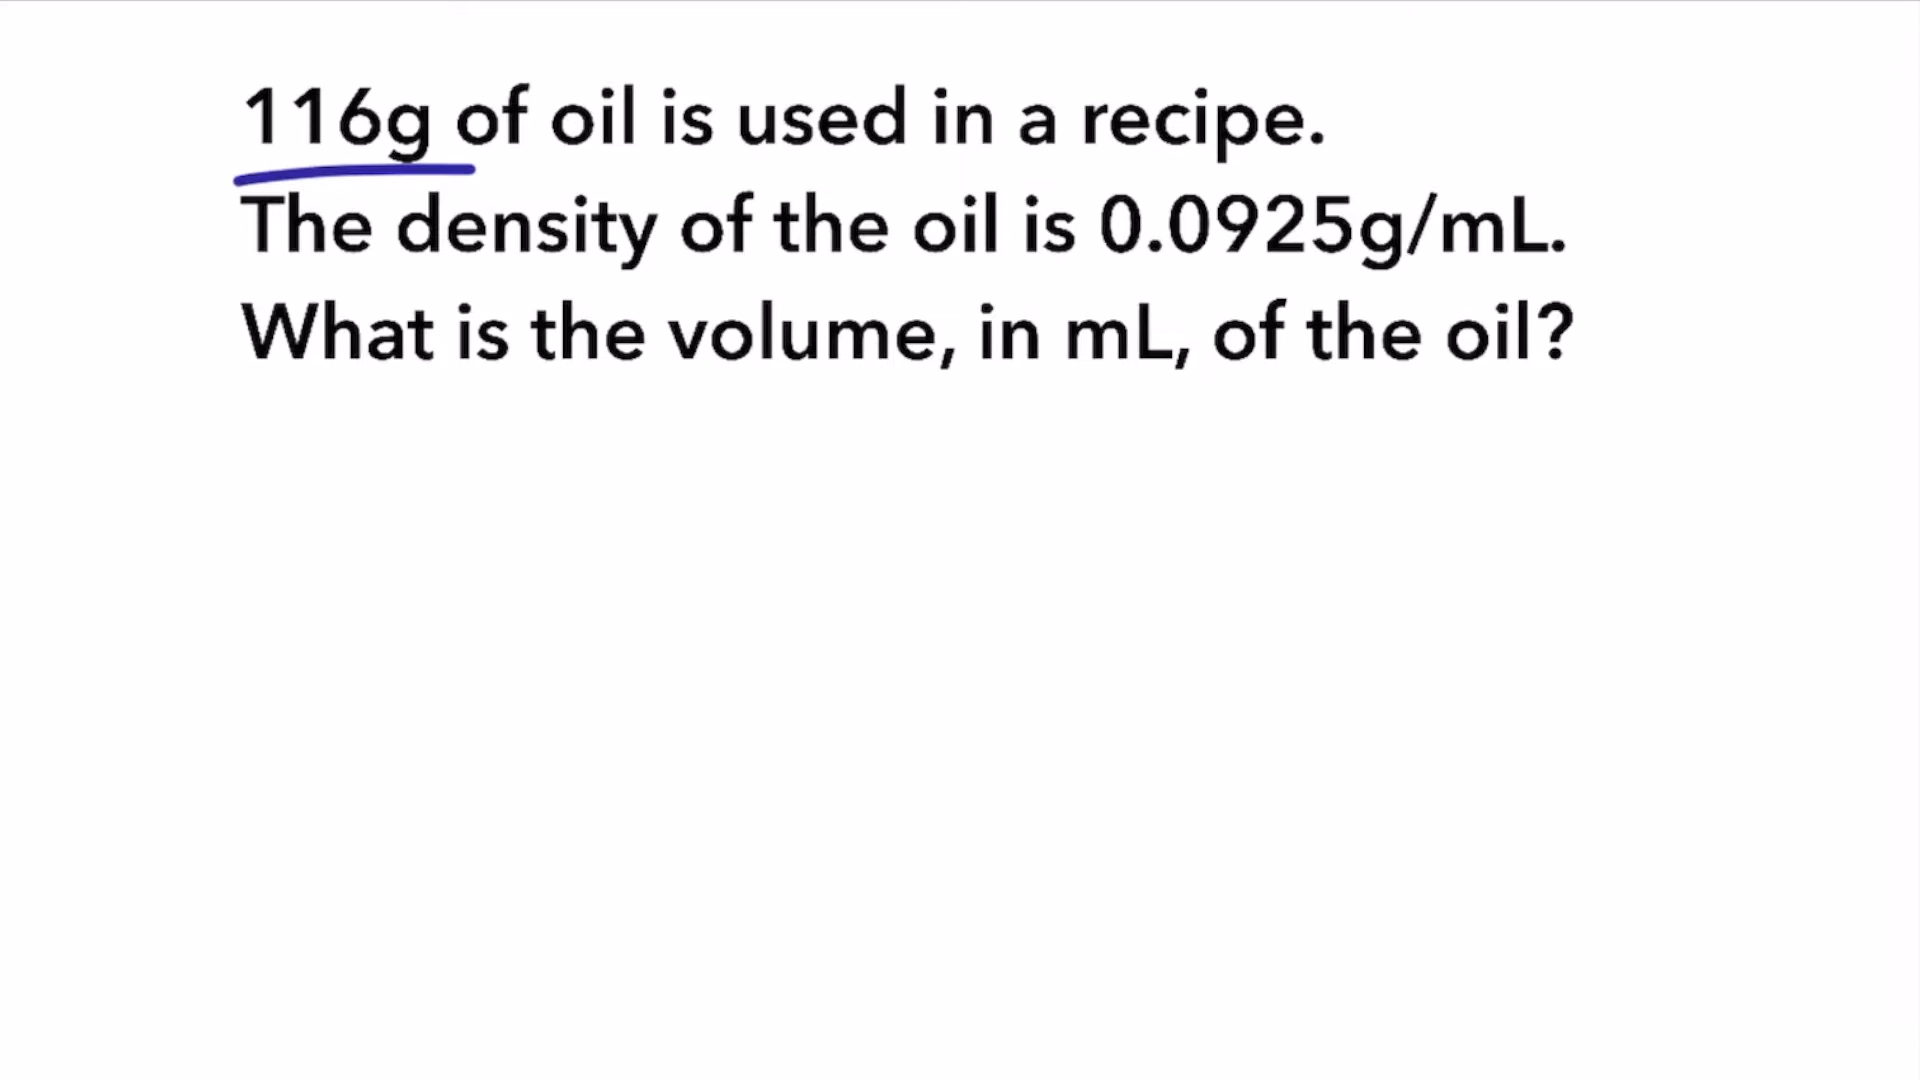 116g of oil is used in a recipe.
The density of the oil is 0.0925g/mL.
What is the volume, in mL, of the oil?